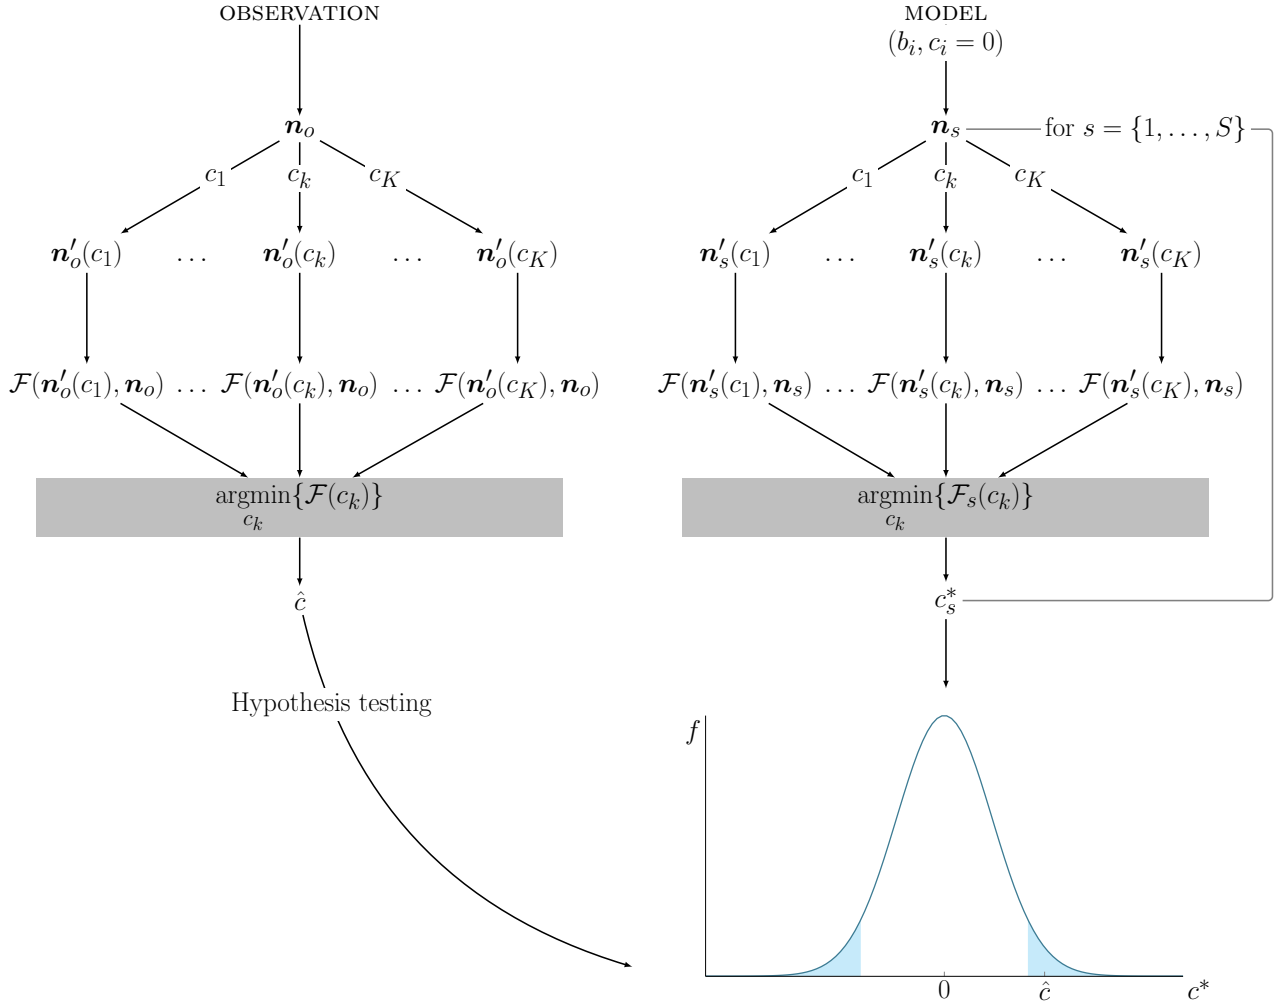 OBSERVATION
MODEL
(b_i, c_i = 0)
n_o
n_s
for s = {1, ..., S}
c_1 c_k c_K
c_1 c_k c_K
n'_o(c_1) ... n'_o(c_k) ... n'_o(c_K)
n'_s(c_1) ... n'_s(c_k) ... n'_s(c_K)
F(n'_o(c_1), n_o) ... F(n'_o(c_k), n_o) ... F(n'_o(c_K), n_o)
F(n'_s(c_1), n_s) ... F(n'_s(c_k), n_s) ... F(n'_s(c_K), n_s)
argmin{F(c_k)}
c_k
argmin{F_s(c_k)}
c_k
ĉ
c*_s
Hypothesis testing
f
0
ĉ
c*